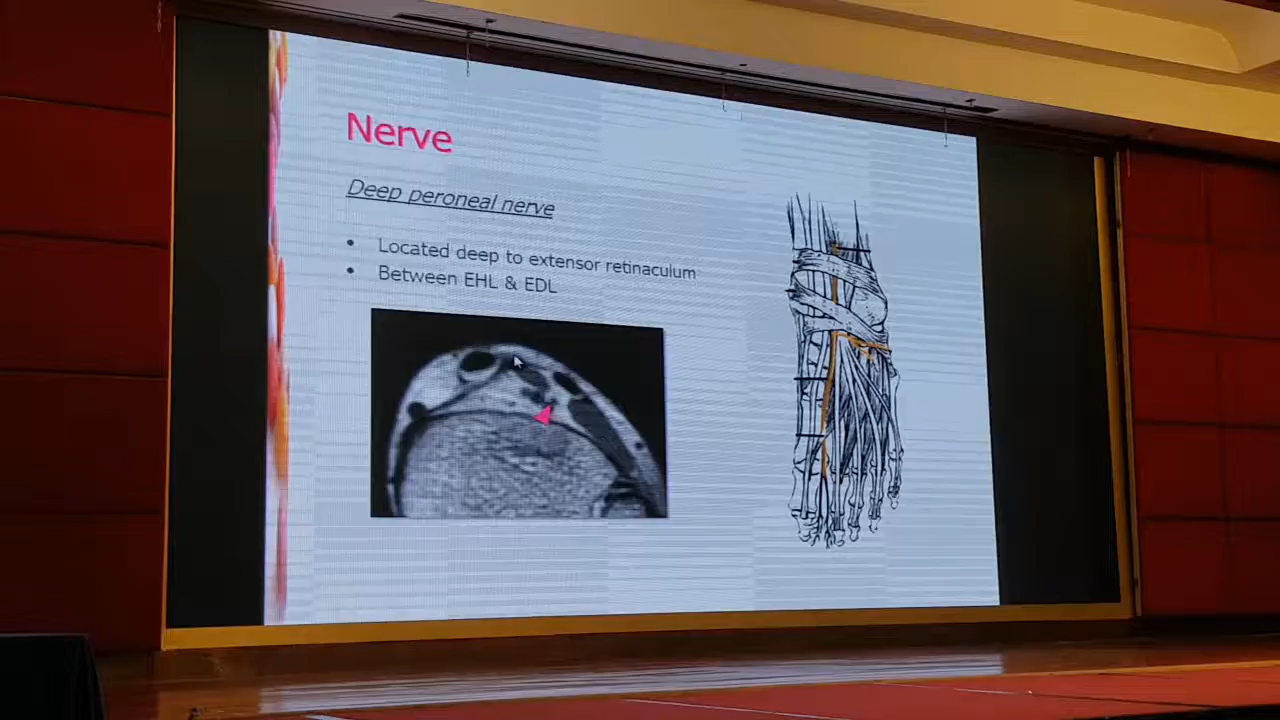 Nerve
Deep peroneal nerve
• Located deep to extensor retinaculum
• Between EHL & EDL